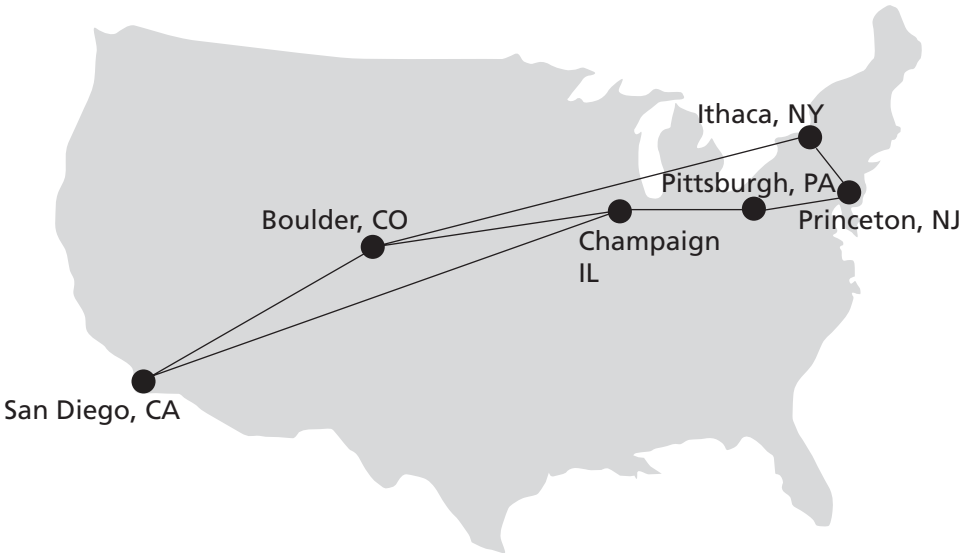 Ithaca, NY
Pittsburgh, PA
Princeton, NJ
Boulder, CO
Champaign
IL
San Diego, CA